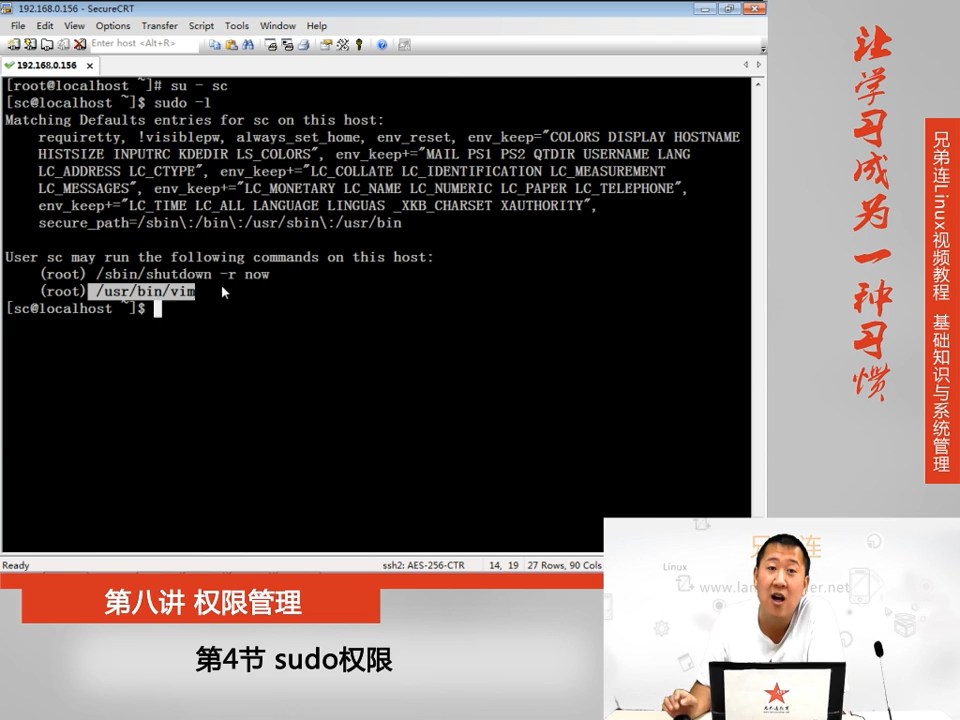 192.168.0.156 - SecureCRT
File Edit View Options Transfer Script Tools Window Help
Enter host <Alt+R>
192.168.0.156
[root@localhost ~]# su - sc
[sc@localhost ~]$ sudo -l
Matching Defaults entries for sc on this host:
requiretty, !visiblepw, always_set_home, env_reset, env_keep="COLORS DISPLAY HOSTNAME
HISTSIZE INPUTRC KDEDIR LS_COLORS", env_keep+="MAIL PS1 PS2 QTDIR USERNAME LANG
LC_ADDRESS LC_CTYPE", env_keep+="LC_COLLATE LC_IDENTIFICATION LC_MEASUREMENT
LC_MESSAGES", env_keep+="LC_MONETARY LC_NAME LC_NUMERIC LC_PAPER LC_TELEPHONE",
env_keep+="LC_TIME LC_ALL LANGUAGE LINGUAS _XKB_CHARSET XAUTHORITY",
secure_path=/sbin\:/bin\:/usr/sbin\:/usr/bin
User sc may run the following commands on this host:
(root) /sbin/shutdown -r now
(root) /usr/bin/vim
[sc@localhost ~]$
Ready ssh2: AES-256-CTR 14, 19 27 Rows, 90 Cols
让学习成为一种习惯
兄弟连Linux视频教程 基础知识与系统管理
第八讲 权限管理
第4节 sudo权限
Linux